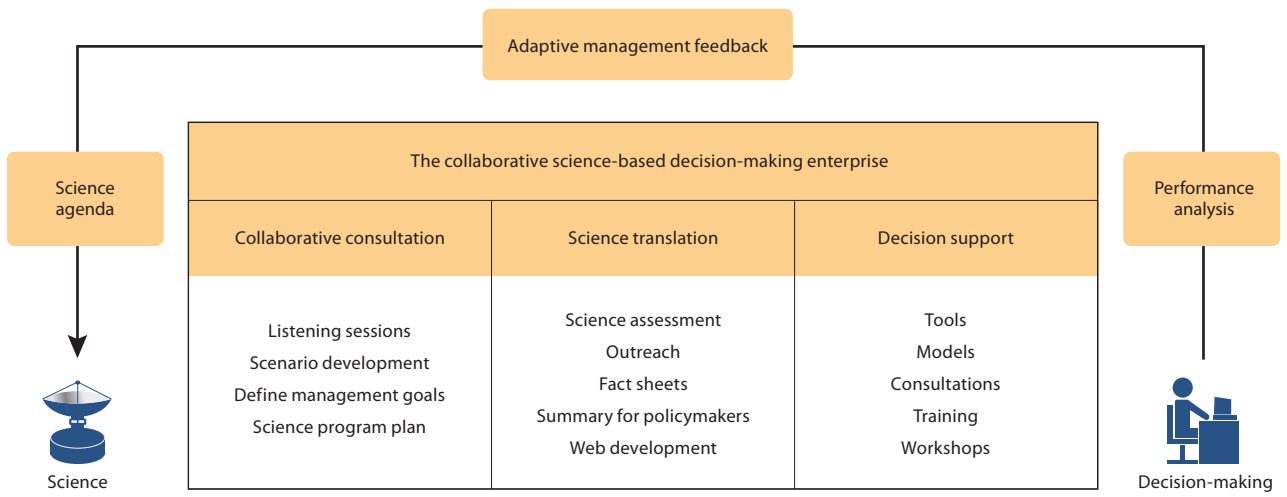 Adaptive management feedback
Science
agenda
The collaborative science-based decision-making enterprise
Performance
analysis
Collaborative consultation
Science translation
Decision support
Listening sessions
Scenario development
Define management goals
Science program plan
Science assessment
Outreach
Fact sheets
Summary for policymakers
Web development
Tools
Models
Consultations
Training
Workshops
Science
Decision-making